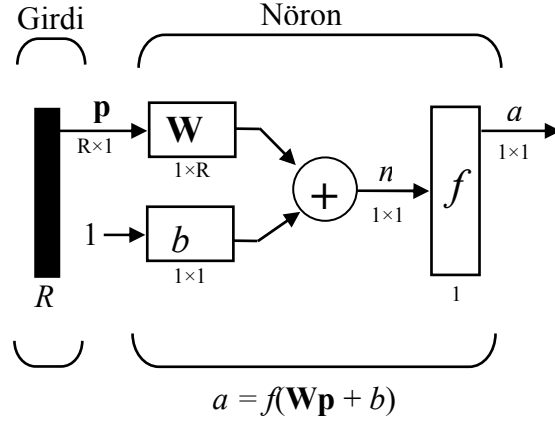 Girdi Nöron
p W a
R×1 1×R n 1×1
+ f
1 b 1×1
R 1×1 1
a = f(Wp + b)